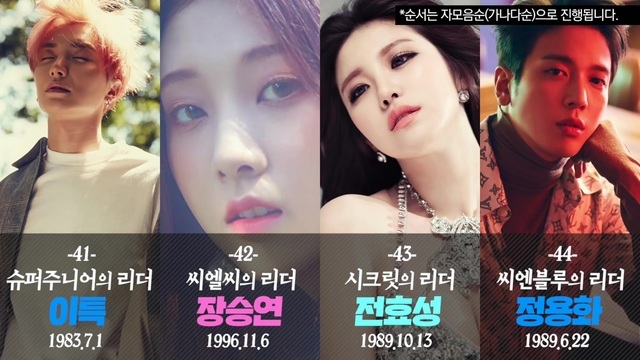 *순서는 자모음순(가나다순)으로 진행됩니다.
-41-
슈퍼주니어의 리더
이특
1983.7.1
-42-
씨엘씨의 리더
장승연
1996.11.6
-43-
시크릿의 리더
전효성
1989.10.13
-44-
씨엔블루의 리더
정용화
1989.6.22